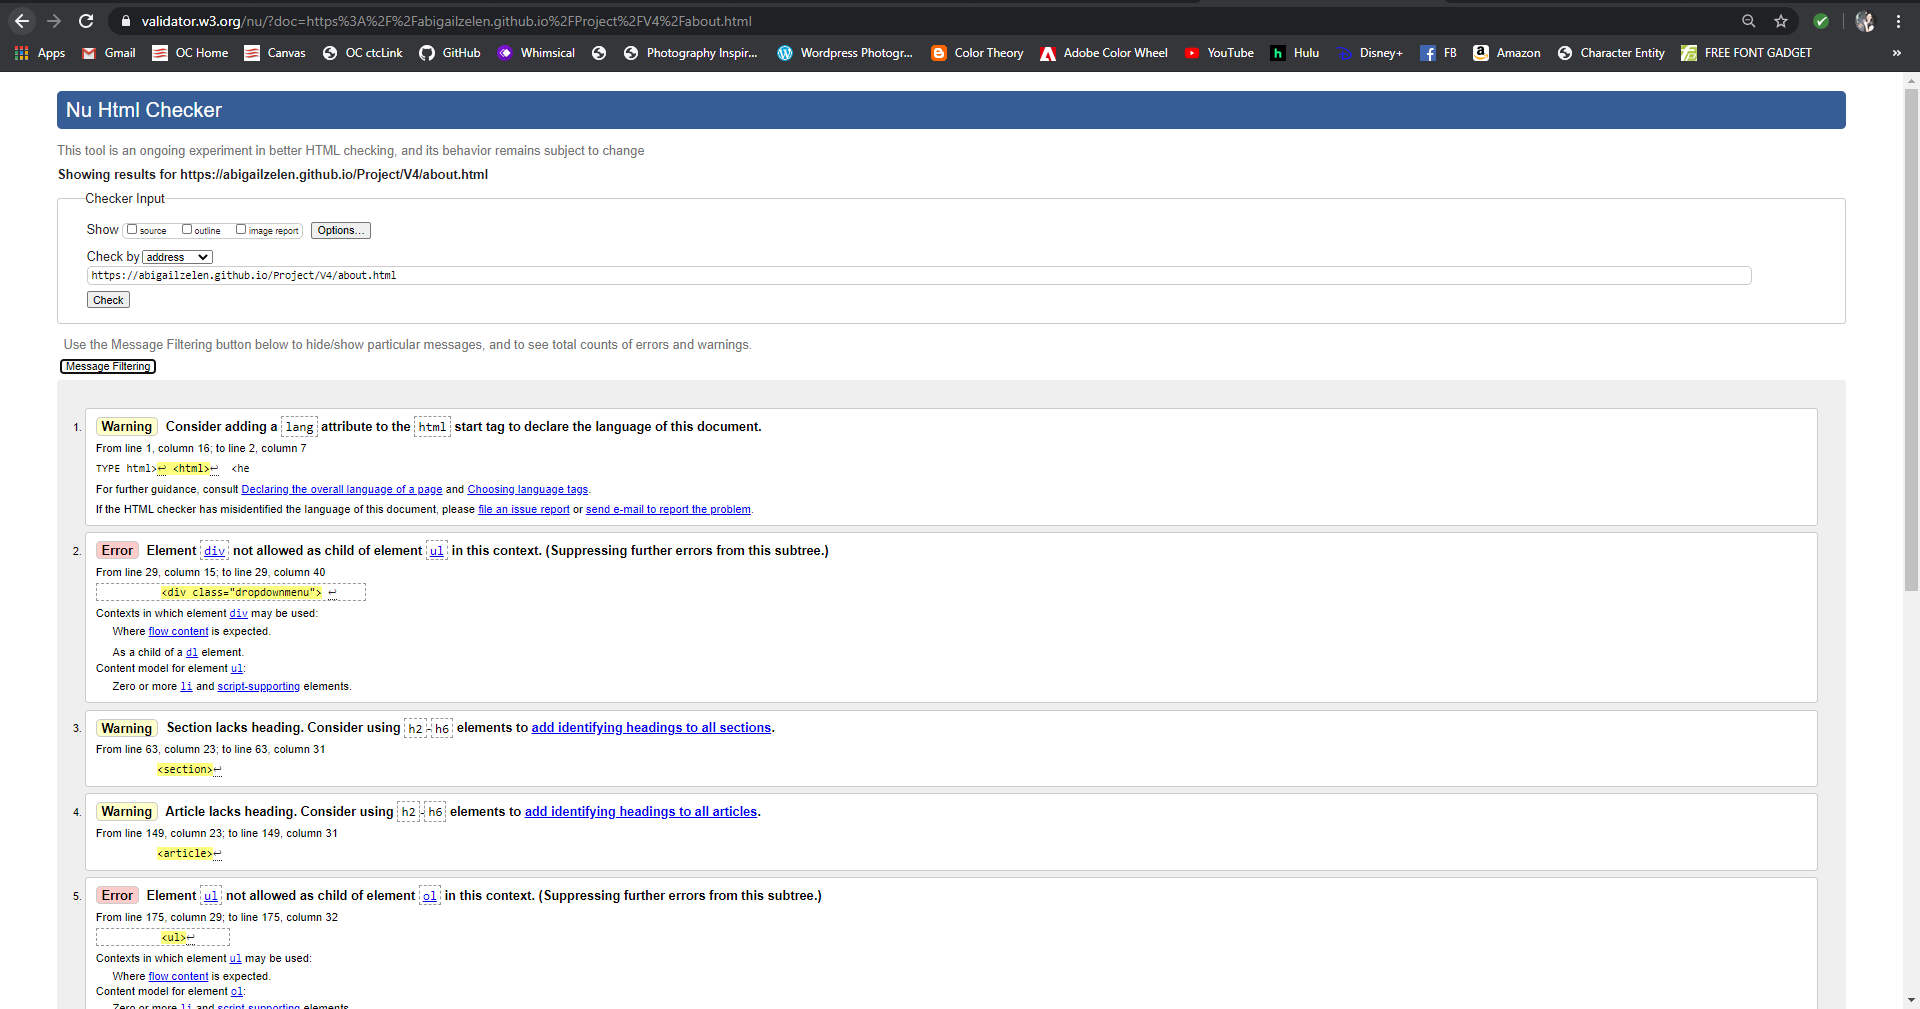 validator.w3.org/nu/?doc=https%3A%2F%2Fabigailzelen.github.io%2FProject%2FV4%2Fabout.html
Apps Gmail OC Home Canvas OC ctcLink GitHub Whimsical Photography Inspir... Wordpress Photogr... Color Theory Adobe Color Wheel YouTube Hulu Disney+ FB Amazon Character Entity FREE FONT GADGET »
Nu Html Checker
This tool is an ongoing experiment in better HTML checking, and its behavior remains subject to change
Showing results for https://abigailzelen.github.io/Project/V4/about.html
Checker Input
Show source outline image report Options...
Check by address
https://abigailzelen.github.io/Project/V4/about.html
Check
Use the Message Filtering button below to hide/show particular messages, and to see total counts of errors and warnings.
Message Filtering
1. Warning Consider adding a lang attribute to the html start tag to declare the language of this document.
From line 1, column 16; to line 2, column 7
TYPE html>↩ <html>↩ <he
For further guidance, consult Declaring the overall language of a page and Choosing language tags.
If the HTML checker has misidentified the language of this document, please file an issue report or send e-mail to report the problem.
2. Error Element div not allowed as child of element ul in this context. (Suppressing further errors from this subtree.)
From line 29, column 15; to line 29, column 40
<div class="dropdownmenu"> ↩
Contexts in which element div may be used:
Where flow content is expected.
As a child of a dl element.
Content model for element ul:
Zero or more li and script-supporting elements.
3. Warning Section lacks heading. Consider using h2-h6 elements to add identifying headings to all sections.
From line 63, column 23; to line 63, column 31
<section>↩
4. Warning Article lacks heading. Consider using h2-h6 elements to add identifying headings to all articles.
From line 149, column 23; to line 149, column 31
<article>↩
5. Error Element ul not allowed as child of element ol in this context. (Suppressing further errors from this subtree.)
From line 175, column 29; to line 175, column 32
<ul>↩
Contexts in which element ul may be used:
Where flow content is expected.
Content model for element ol:
Zero or more li and script-supporting elements.